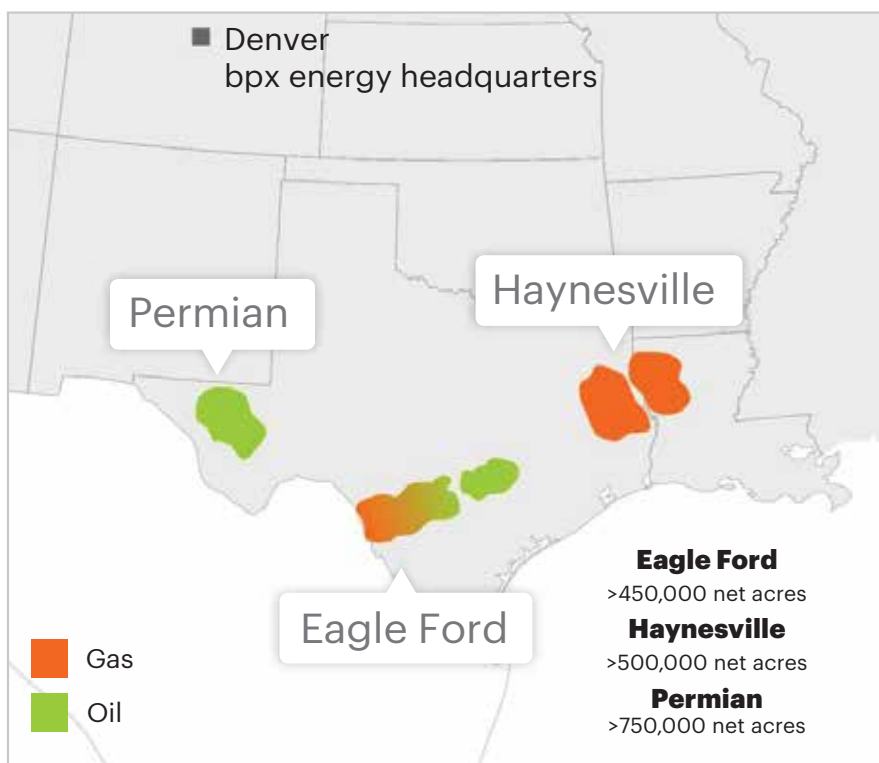 Denver
bpx energy headquarters
Haynesville
Permian
Eagle Ford
Eagle Ford
>450,000 net acres
Haynesville
>500,000 net acres
Permian
>750,000 net acres
Gas
Oil